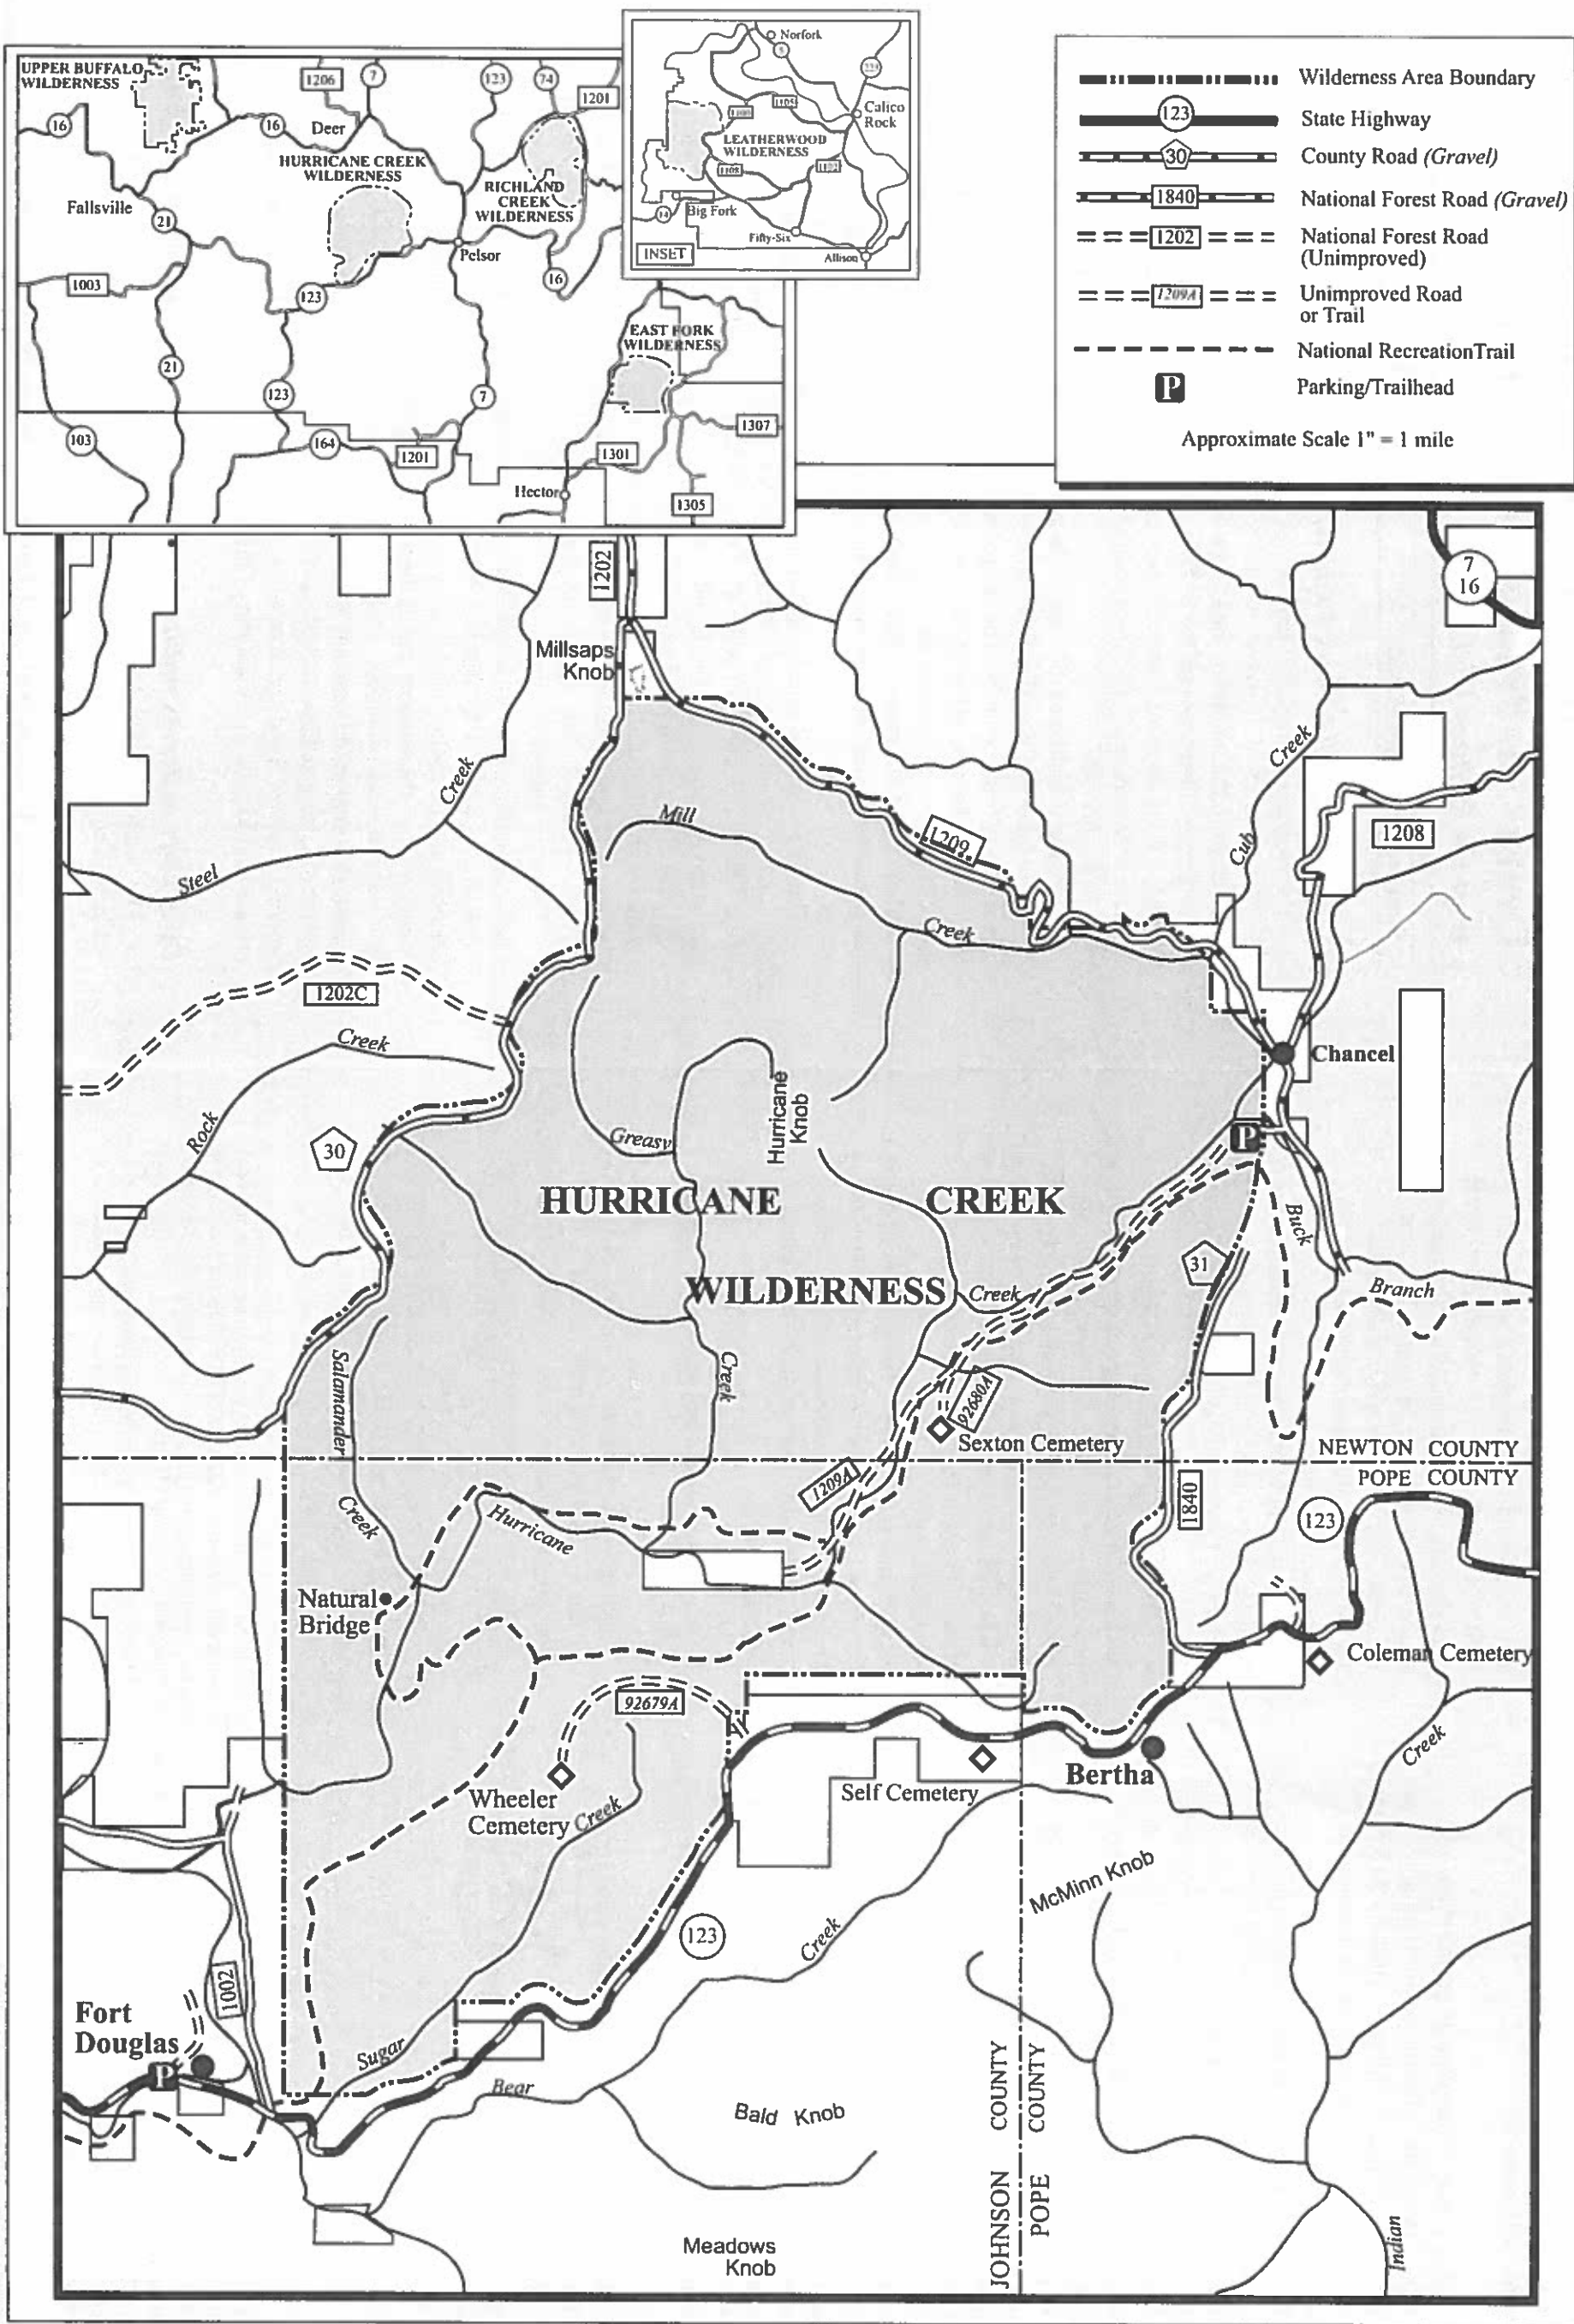 UPPER BUFFALO
WILDERNESS
1206
7
123
74
1201
16
16
Deer
HURRICANE CREEK
WILDERNESS
RICHLAND
CREEK
WILDERNESS
Fallsville
21
Pelsor
1003
123
16
EAST FORK
WILDERNESS
21
123
7
103
164
1201
1301
1307
Hector
1305
Norfork
5
Calico
Rock
LEATHERWOOD
WILDERNESS
14
Big Fork
Fifty-Six
INSET
Allison
Wilderness Area Boundary
123
State Highway
30
County Road (Gravel)
1840
National Forest Road (Gravel)
1202
National Forest Road
(Unimproved)
1209A
Unimproved Road
or Trail
National RecreationTrail
P
Parking/Trailhead
Approximate Scale 1" = 1 mile
1202
7
16
Millsaps
Knob
Creek
Creek
Mill
1209
1208
Cub
Steel
Creek
1202C
Creek
Chancel
Rock
Hurricane
Knob
30
Greasy
P
HURRICANE
CREEK
Buck
WILDERNESS
Creek
31
Branch
Salamander
Creek
92680A
Sexton Cemetery
NEWTON COUNTY
POPE COUNTY
1209A
1840
123
Creek
Hurricane
Natural
Bridge
Coleman Cemetery
92679A
Creek
Bertha
Wheeler
Cemetery
Creek
Self Cemetery
McMinn Knob
123
Creek
1002
Fort
Douglas
P
Sugar
Bear
Bald Knob
JOHNSON COUNTY
POPE COUNTY
Meadows
Knob
Indian